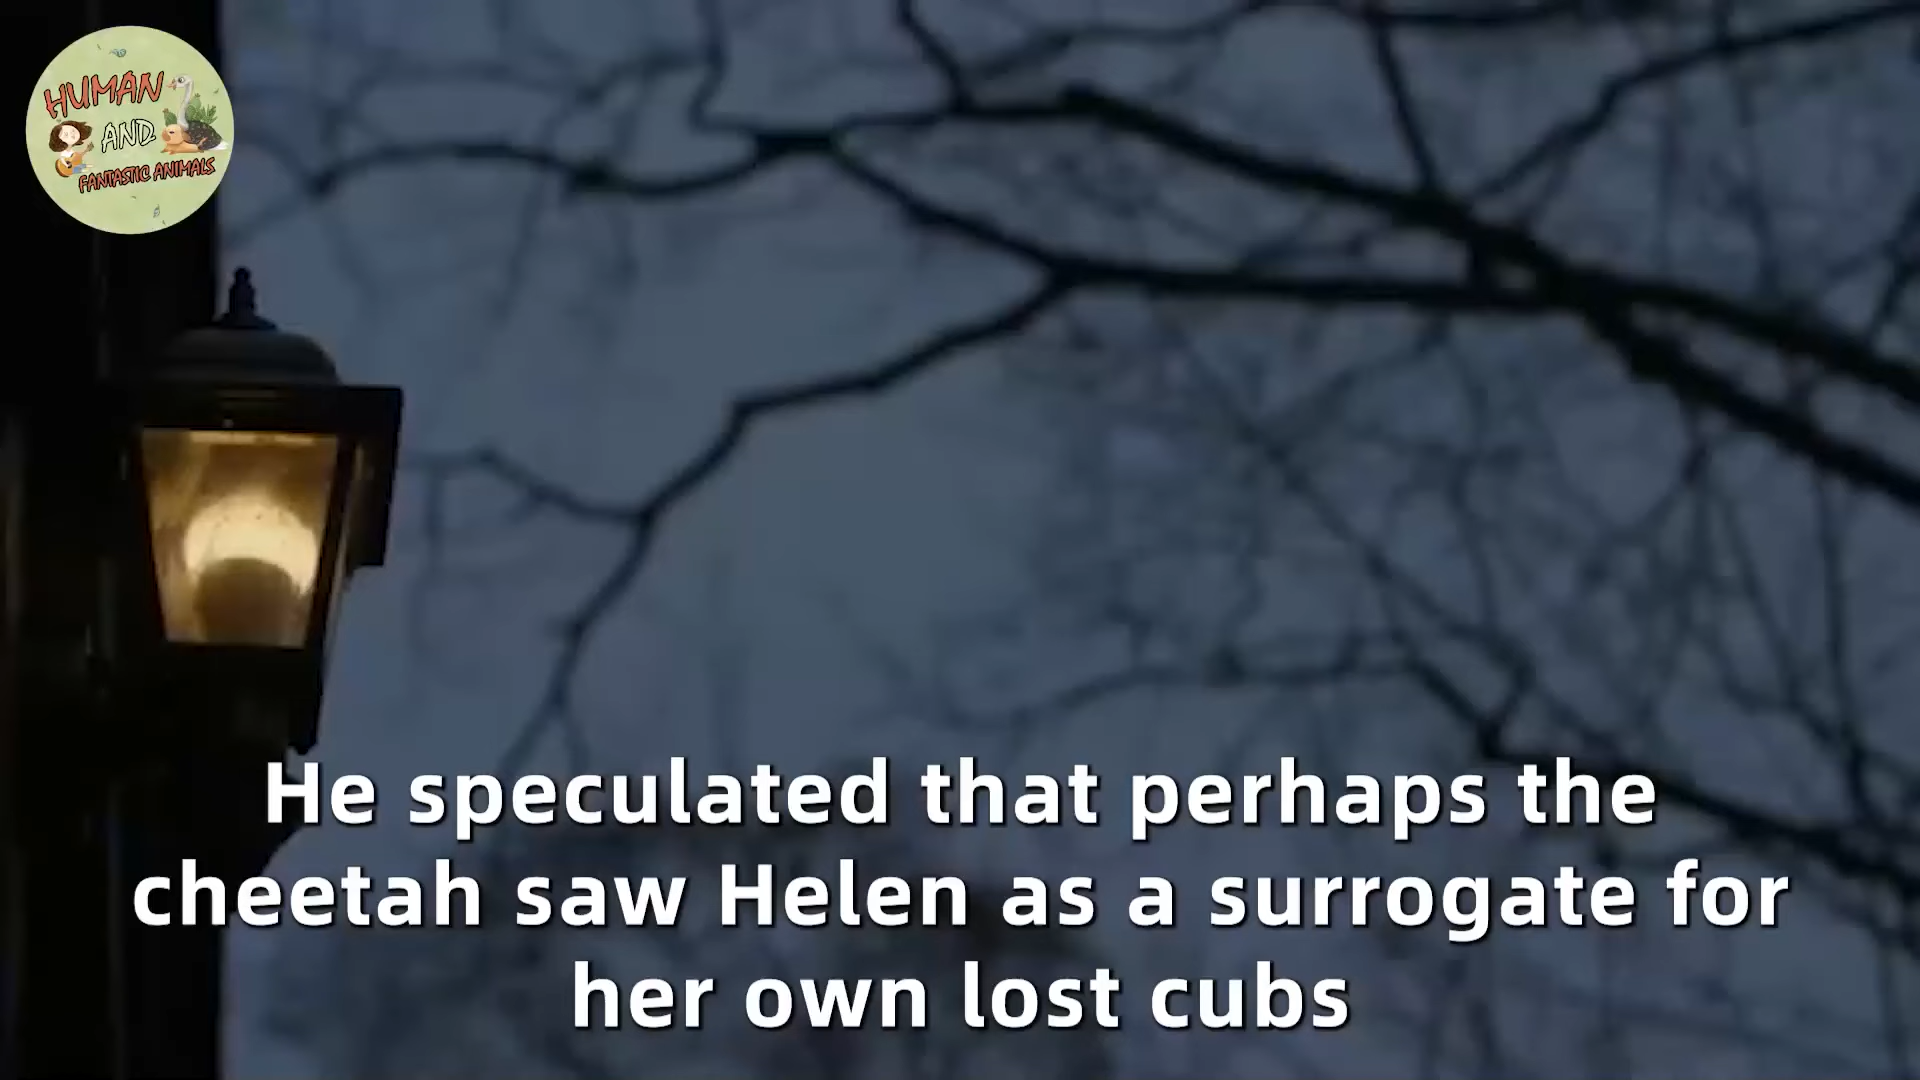 HUMAN
AND
FANTASTIC ANIMALS
He speculated that perhaps the
cheetah saw Helen as a surrogate for
her own lost cubs